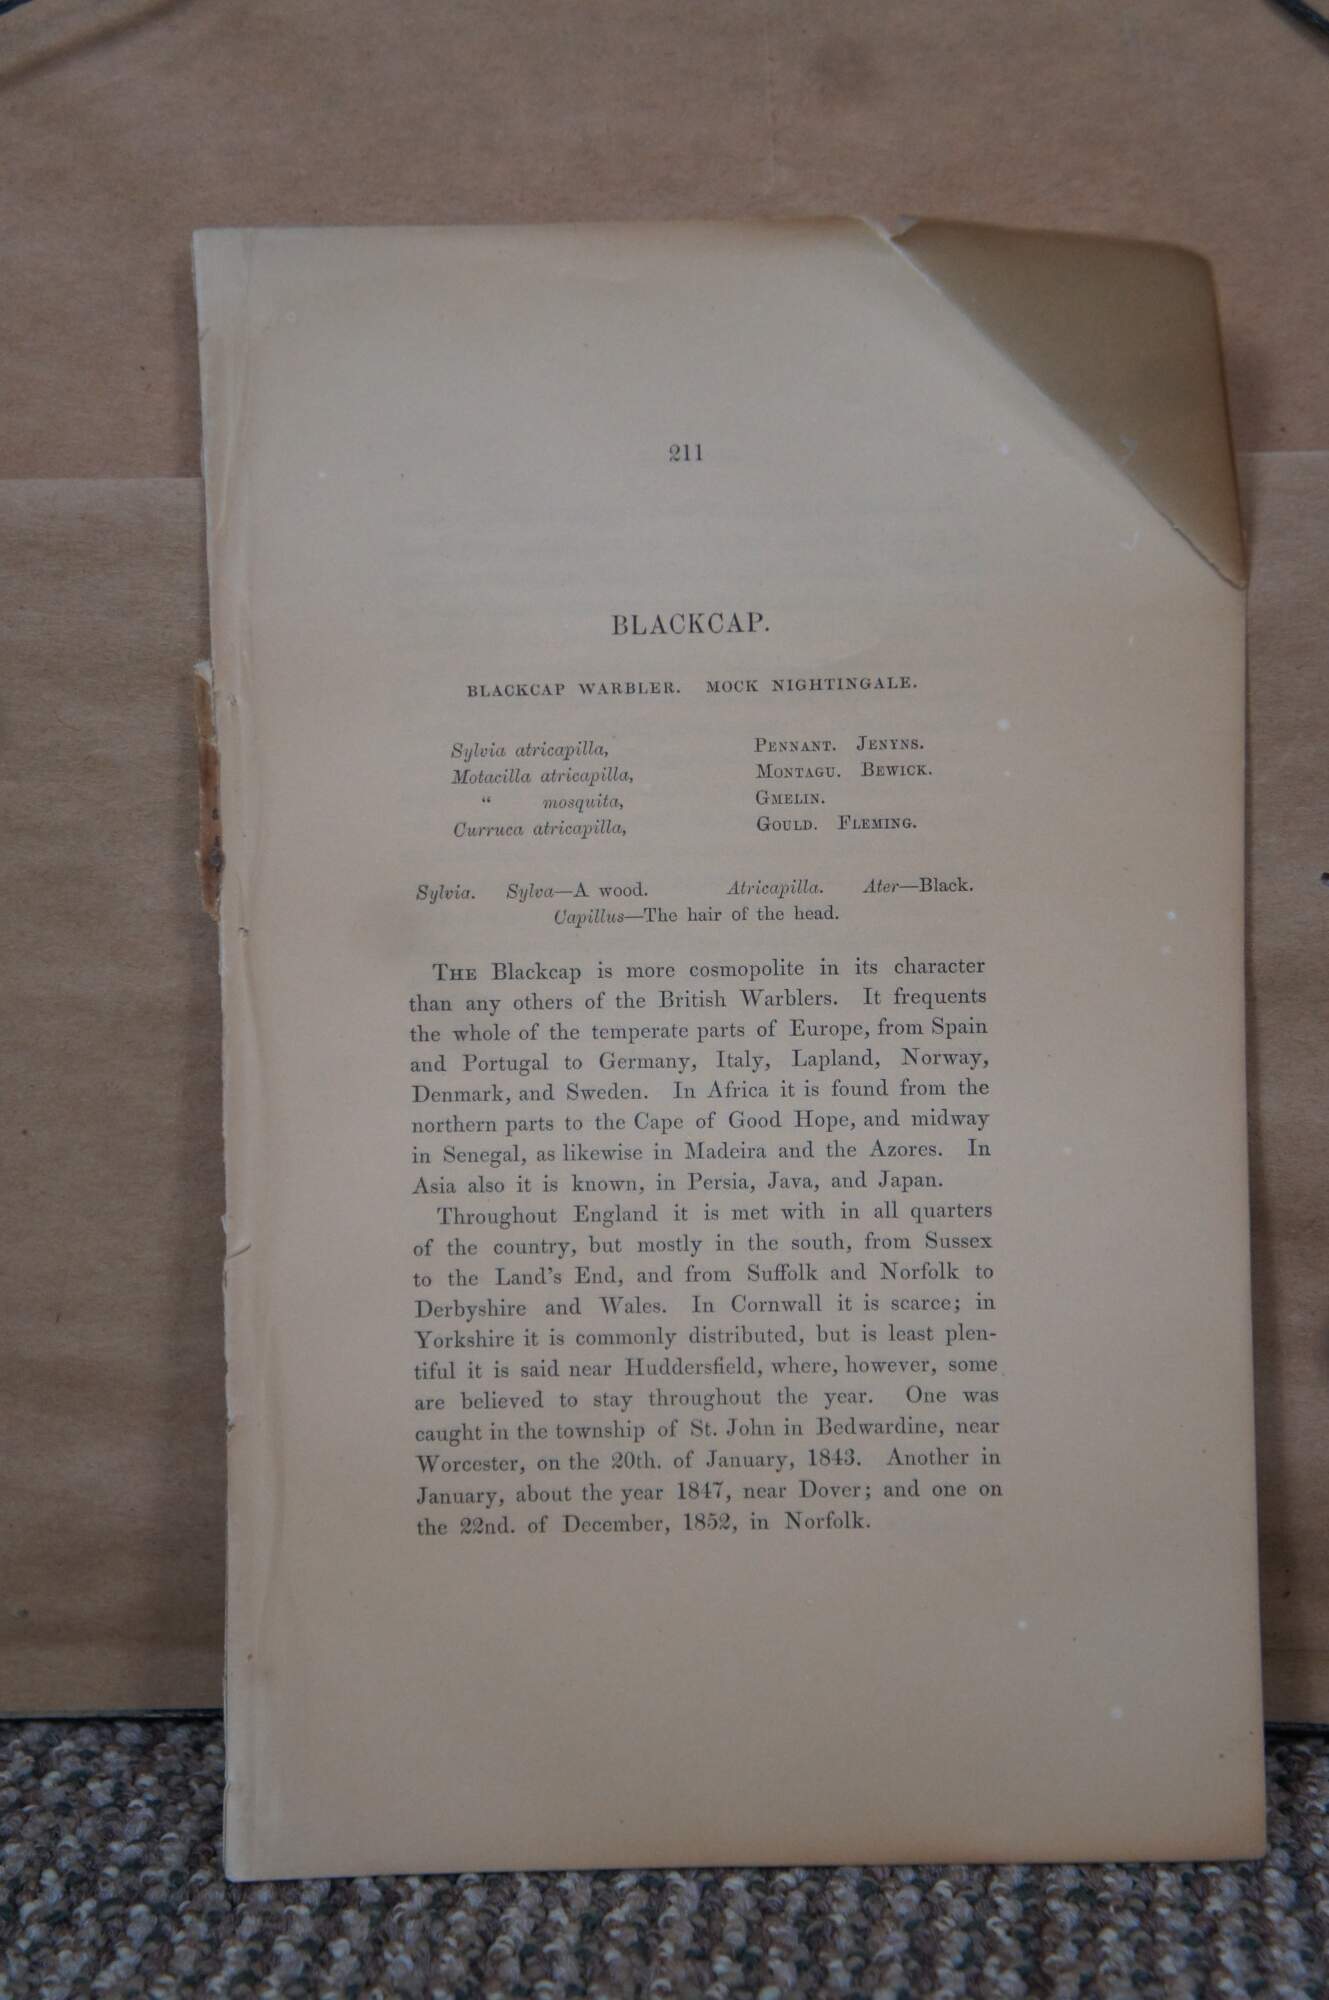 211
BLACKCAP.
BLACKCAP WARBLER. MOCK NIGHTINGALE.
Sylvia atricapilla, PENNANT. JENYNS.
Motacilla atricapilla, MONTAGU. BEWICK.
“ mosquita, GMELIN.
Curruca atricapilla, GOULD. FLEMING.
Sylvia. Sylva—A wood. Atricapilla. Ater—Black.
Capillus—The hair of the head.
THE Blackcap is more cosmopolite in its character
than any others of the British Warblers. It frequents
the whole of the temperate parts of Europe, from Spain
and Portugal to Germany, Italy, Lapland, Norway,
Denmark, and Sweden. In Africa it is found from the
northern parts to the Cape of Good Hope, and midway
in Senegal, as likewise in Madeira and the Azores. In
Asia also it is known, in Persia, Java, and Japan.
Throughout England it is met with in all quarters
of the country, but mostly in the south, from Sussex
to the Land's End, and from Suffolk and Norfolk to
Derbyshire and Wales. In Cornwall it is scarce; in
Yorkshire it is commonly distributed, but is least plen-
tiful it is said near Huddersfield, where, however, some
are believed to stay throughout the year. One was
caught in the township of St. John in Bedwardine, near
Worcester, on the 20th. of January, 1843. Another in
January, about the year 1847, near Dover; and one on
the 22nd. of December, 1852, in Norfolk.